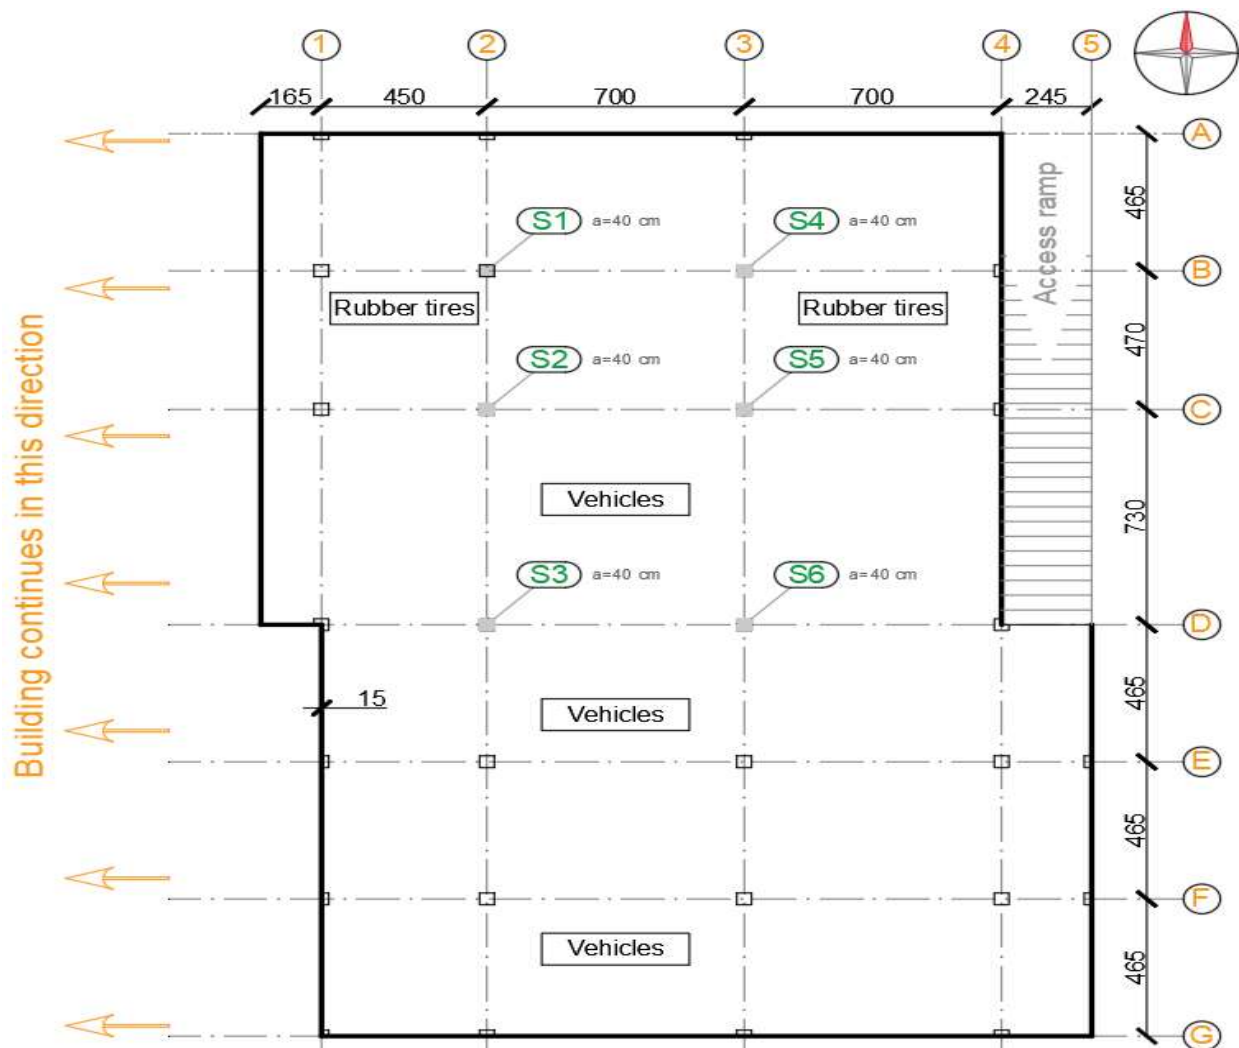 1 2 3 4 5
165 450 700 700 245
A
465
S1 a=40 cm S4 a=40 cm
Access ramp
B
Rubber tires Rubber tires
470
S2 a=40 cm S5 a=40 cm
C
Building continues in this direction
Vehicles
730
S3 a=40 cm S6 a=40 cm
D
15
Vehicles
465
E
465
F
Vehicles
465
G